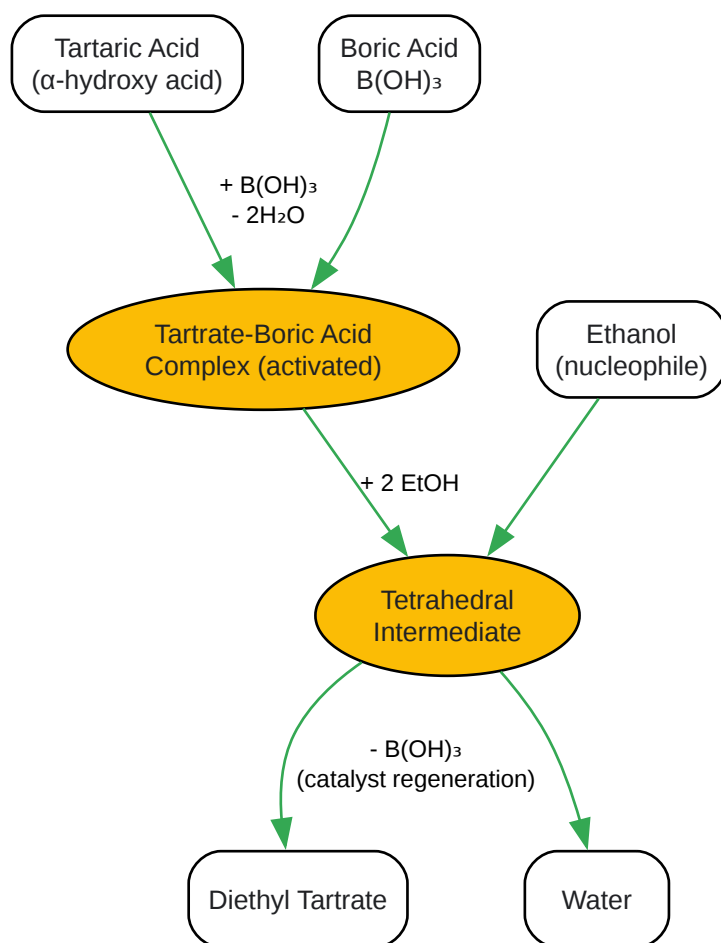 Tartaric Acid
(α-hydroxy acid)
Boric Acid
B(OH)₃
+ B(OH)₃
- 2H₂O
Tartrate-Boric Acid
Complex (activated)
Ethanol
(nucleophile)
+ 2 EtOH
Tetrahedral
Intermediate
- B(OH)₃
(catalyst regeneration)
Diethyl Tartrate
Water